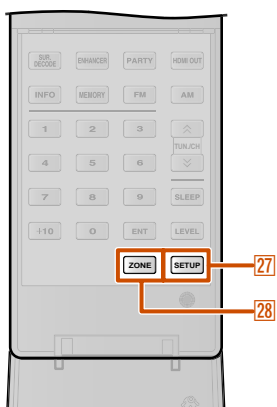 SUR. DECODE ENHANCER PARTY HDMI OUT
INFO MEMORY FM AM
1 2 3
TUN./CH
4 5 6
7 8 9 SLEEP
+10 0 ENT LEVEL
ZONE SETUP 27
28